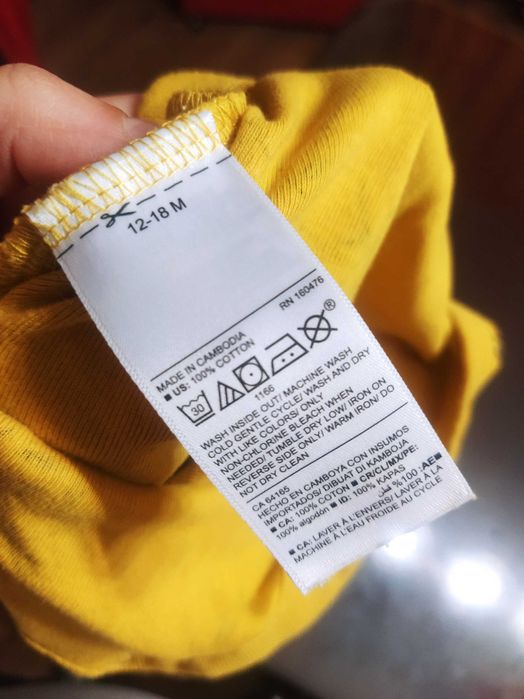 12-18 M
RN 160476
MADE IN CAMBODIA
■ US: 100% COTTON
30
1166
®
WASH INSIDE OUT/ MACHINE WASH
COLD GENTLE CYCLE/ WASH AND DRY
WITH LIKE COLORS/ ONLY
NON-CHLORINE BLEACH WHEN
NEEDED/ TUMBLE DRY LOW/ IRON ON
REVERSE SIDE ONLY/ WARM IRON/ DO
NOT DRY CLEAN
CA 64165
HECHO EN CAMBOYA CON INSUMOS
IMPORTADOS/ DIBUAT DI KAMBOJA
■ CA: 100% COTON ■ CR/CL/MX/PE:
100% algodón ■ ID: 100% KAPAS
■ AE: 100%
■ CA: LAVER À L'ENVERS/ LAVER À LA
MACHINE À L'EAU FROIDE AU CYCLE